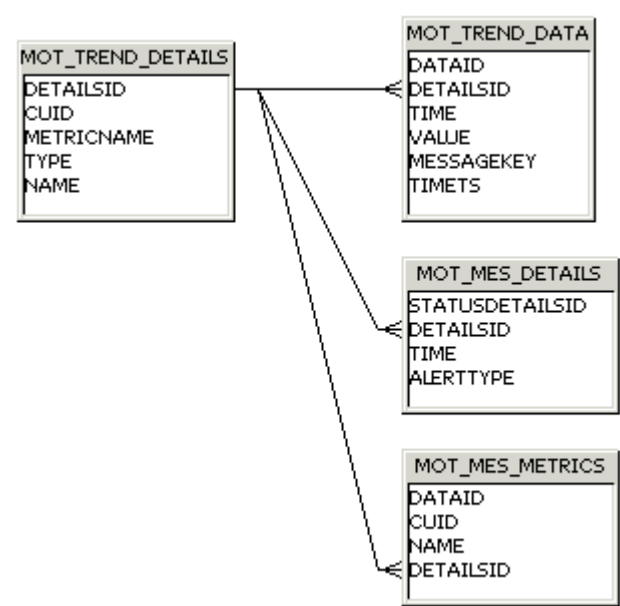 MOT_TREND_DETAILS
DETAILSID
CUID
METRICNAME
TYPE
NAME
MOT_TREND_DATA
DATAID
DETAILSID
TIME
VALUE
MESSAGEKEY
TIMETS
MOT_MES_DETAILS
STATUSDETAILSID
DETAILSID
TIME
ALERTTYPE
MOT_MES_METRICS
DATAID
CUID
NAME
DETAILSID